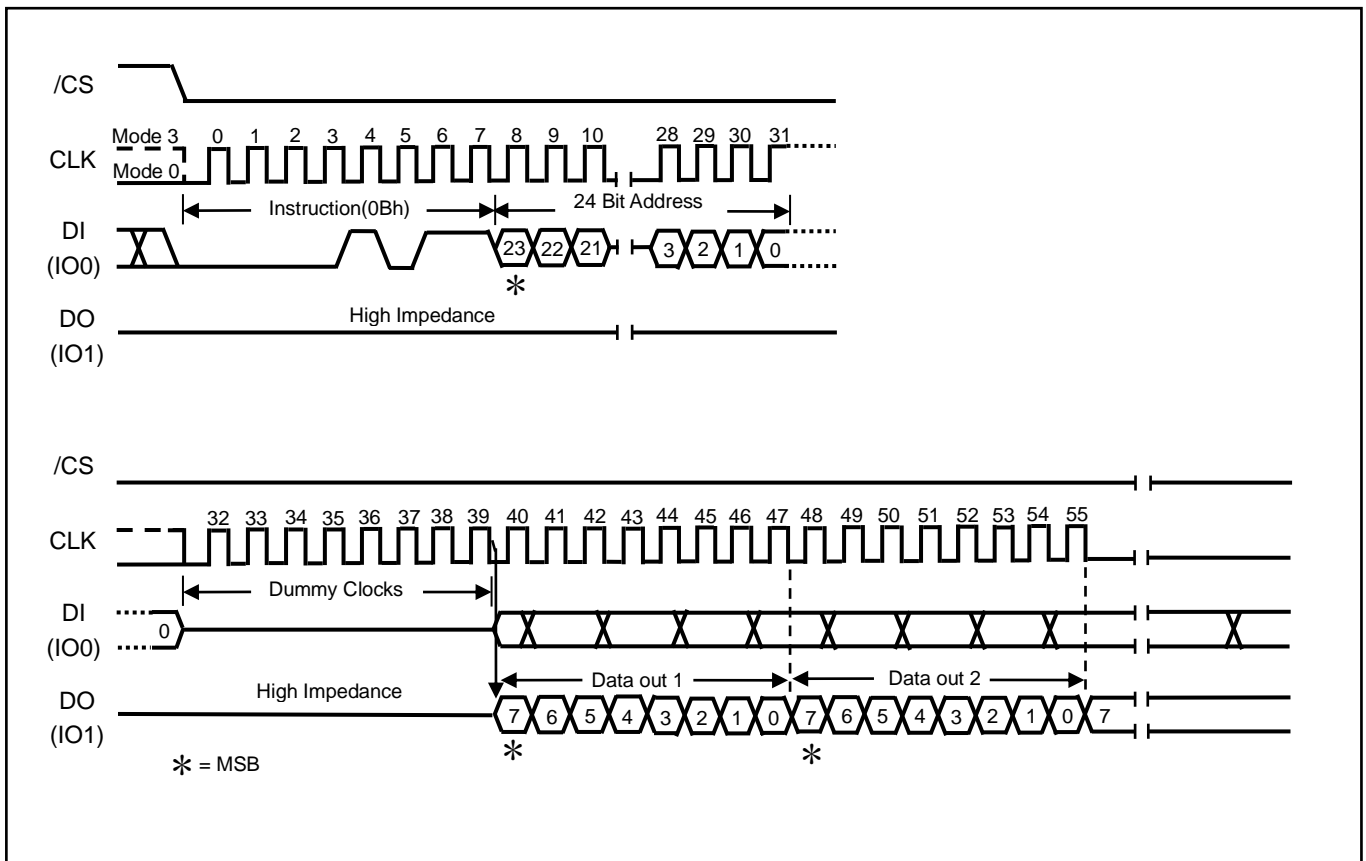 /CS
Mode 3 0 1 2 3 4 5 6 7 8 9 10 28 29 30 31
CLK
Mode 0
Instruction(0Bh) 24 Bit Address
DI
(IO0)
23 22 21 3 2 1 0
*
DO
(IO1)
High Impedance
/CS
32 33 34 35 36 37 38 39 40 41 42 43 44 45 46 47 48 49 50 51 52 53 54 55
CLK
Dummy Clocks
DI
(IO0)
0
Data out 1 Data out 2
High Impedance
DO
(IO1)
7 6 5 4 3 2 1 0 7 6 5 4 3 2 1 0 7
* *
* = MSB